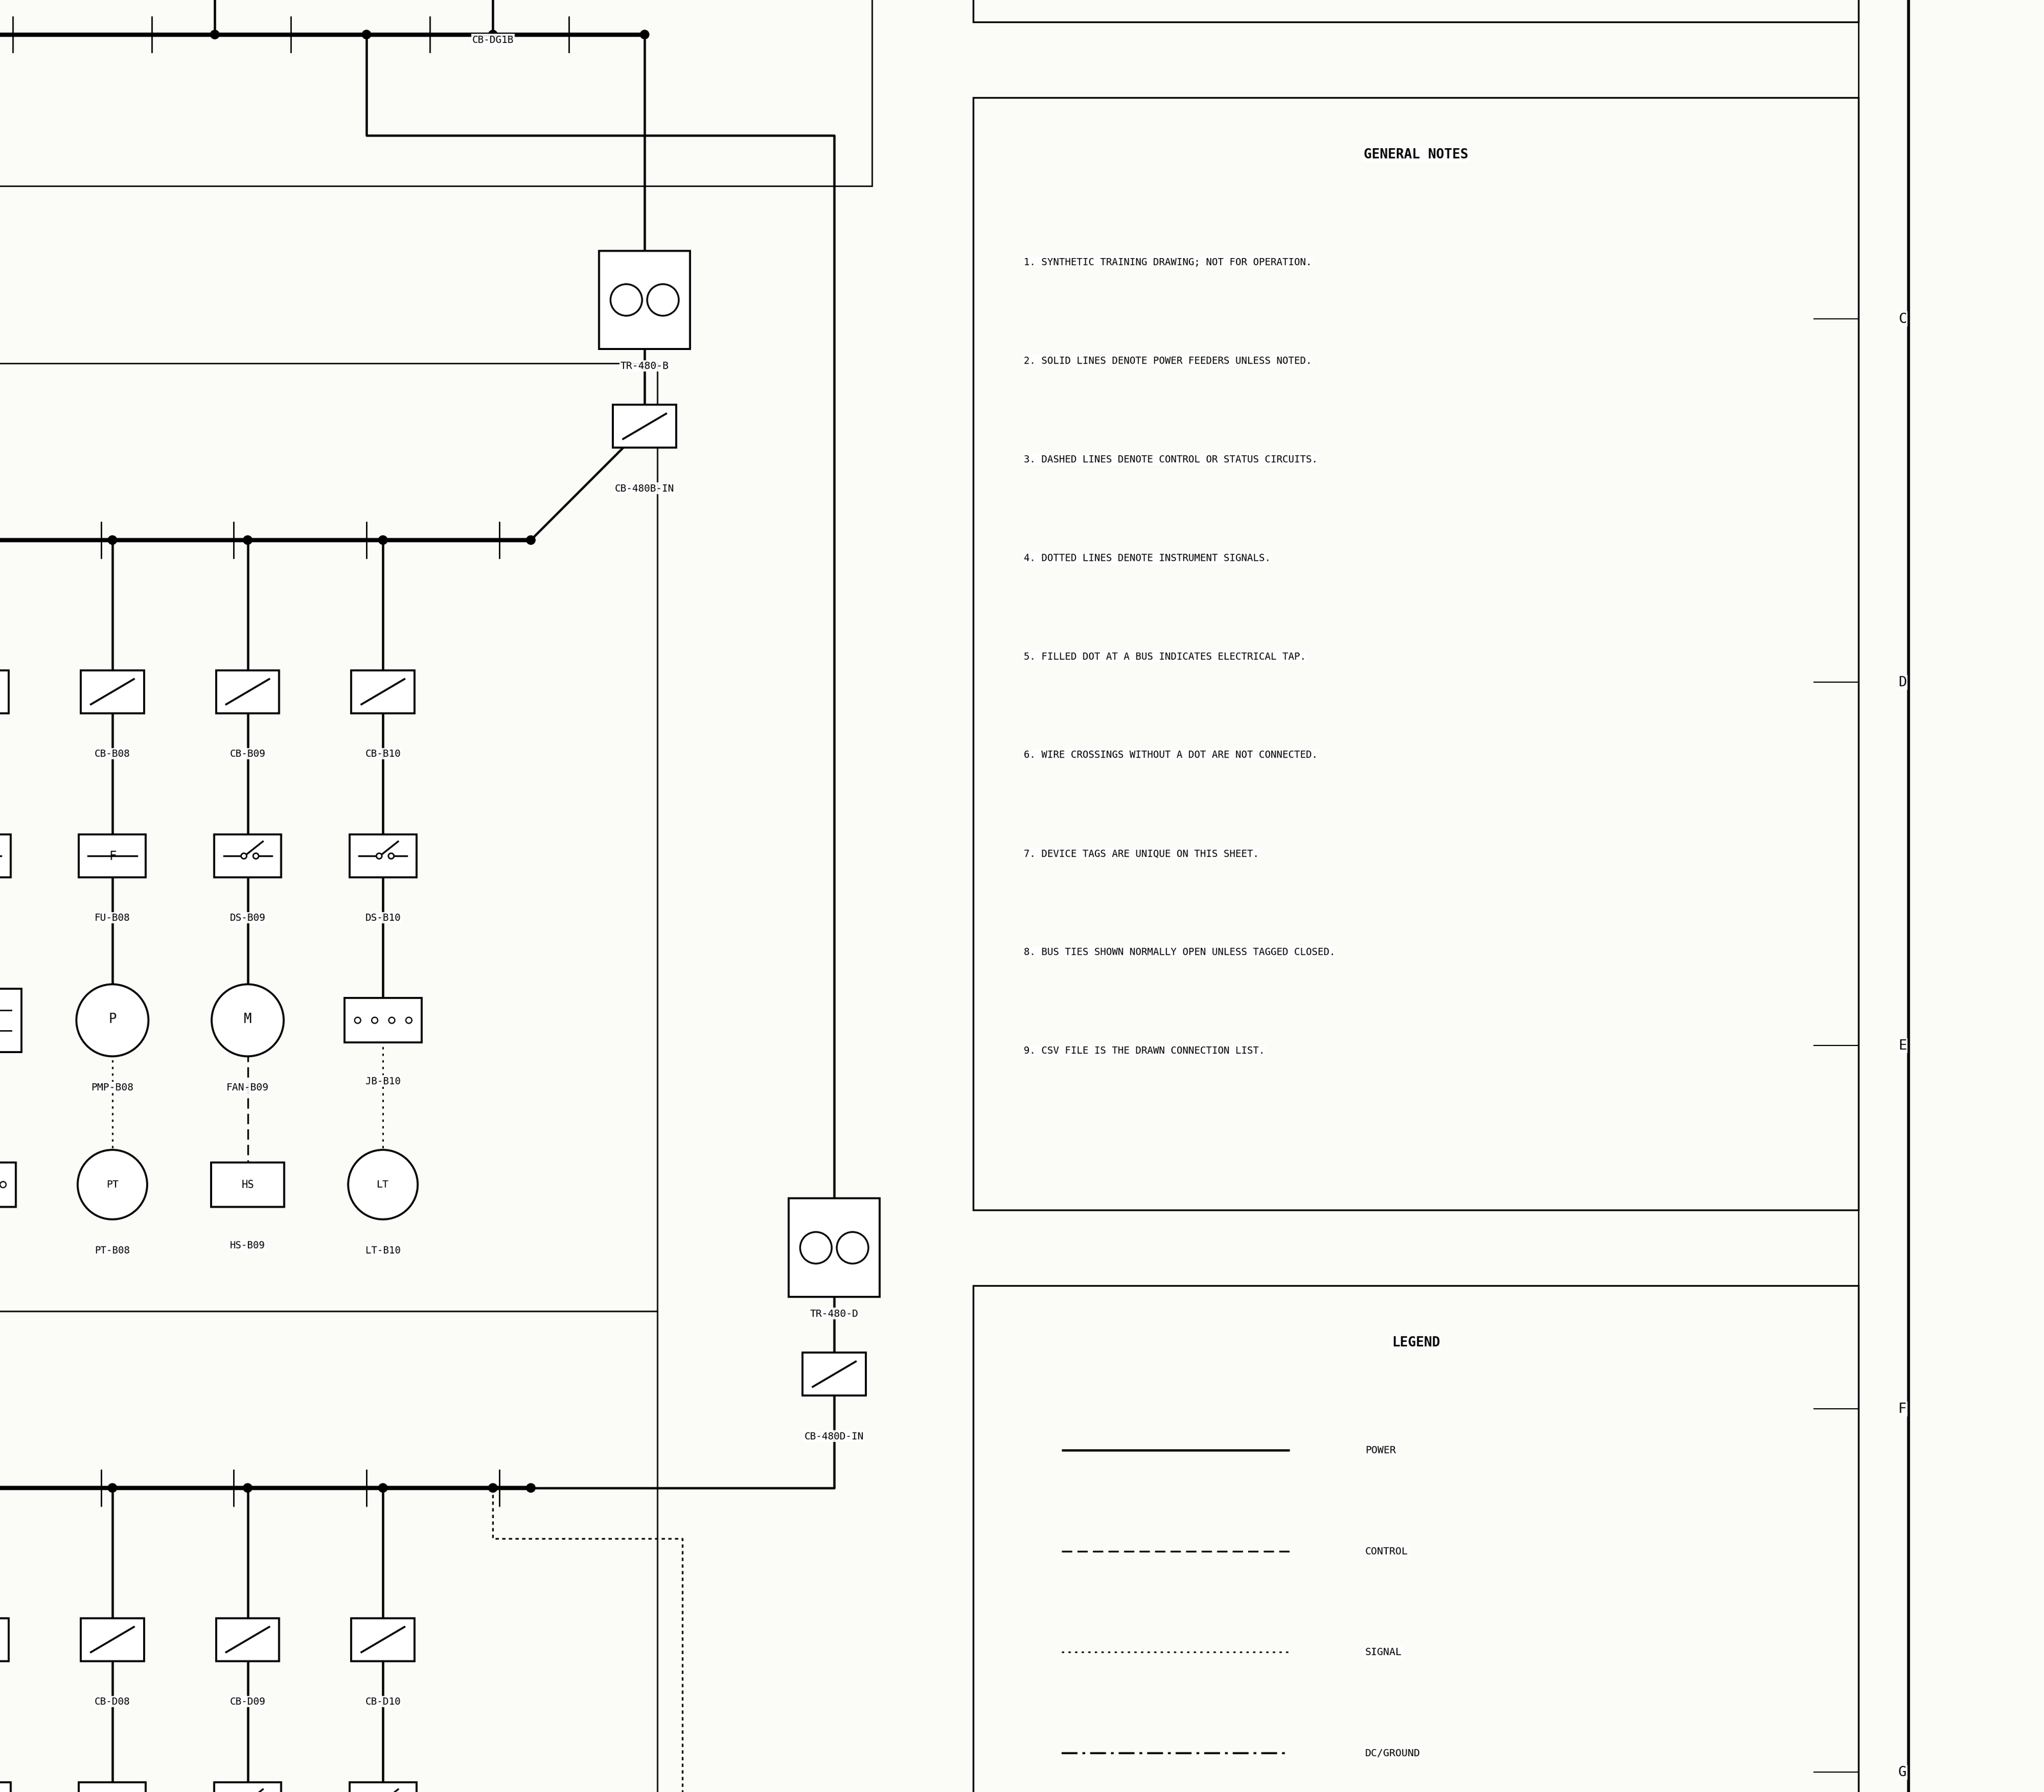 CB-DG1B
GENERAL NOTES
1. SYNTHETIC TRAINING DRAWING; NOT FOR OPERATION.
2. SOLID LINES DENOTE POWER FEEDERS UNLESS NOTED.
3. DASHED LINES DENOTE CONTROL OR STATUS CIRCUITS.
4. DOTTED LINES DENOTE INSTRUMENT SIGNALS.
5. FILLED DOT AT A BUS INDICATES ELECTRICAL TAP.
6. WIRE CROSSINGS WITHOUT A DOT ARE NOT CONNECTED.
7. DEVICE TAGS ARE UNIQUE ON THIS SHEET.
8. BUS TIES SHOWN NORMALLY OPEN UNLESS TAGGED CLOSED.
9. CSV FILE IS THE DRAWN CONNECTION LIST.
C
D
E
TR-480-B
CB-480B-IN
CB-B08 CB-B09 CB-B10
F
FU-B08 DS-B09 DS-B10
P M
PMP-B08 FAN-B09 JB-B10
PT HS LT
PT-B08 HS-B09 LT-B10
TR-480-D
CB-480D-IN
CB-D08 CB-D09 CB-D10
LEGEND
POWER
CONTROL
SIGNAL
DC/GROUND
F
G